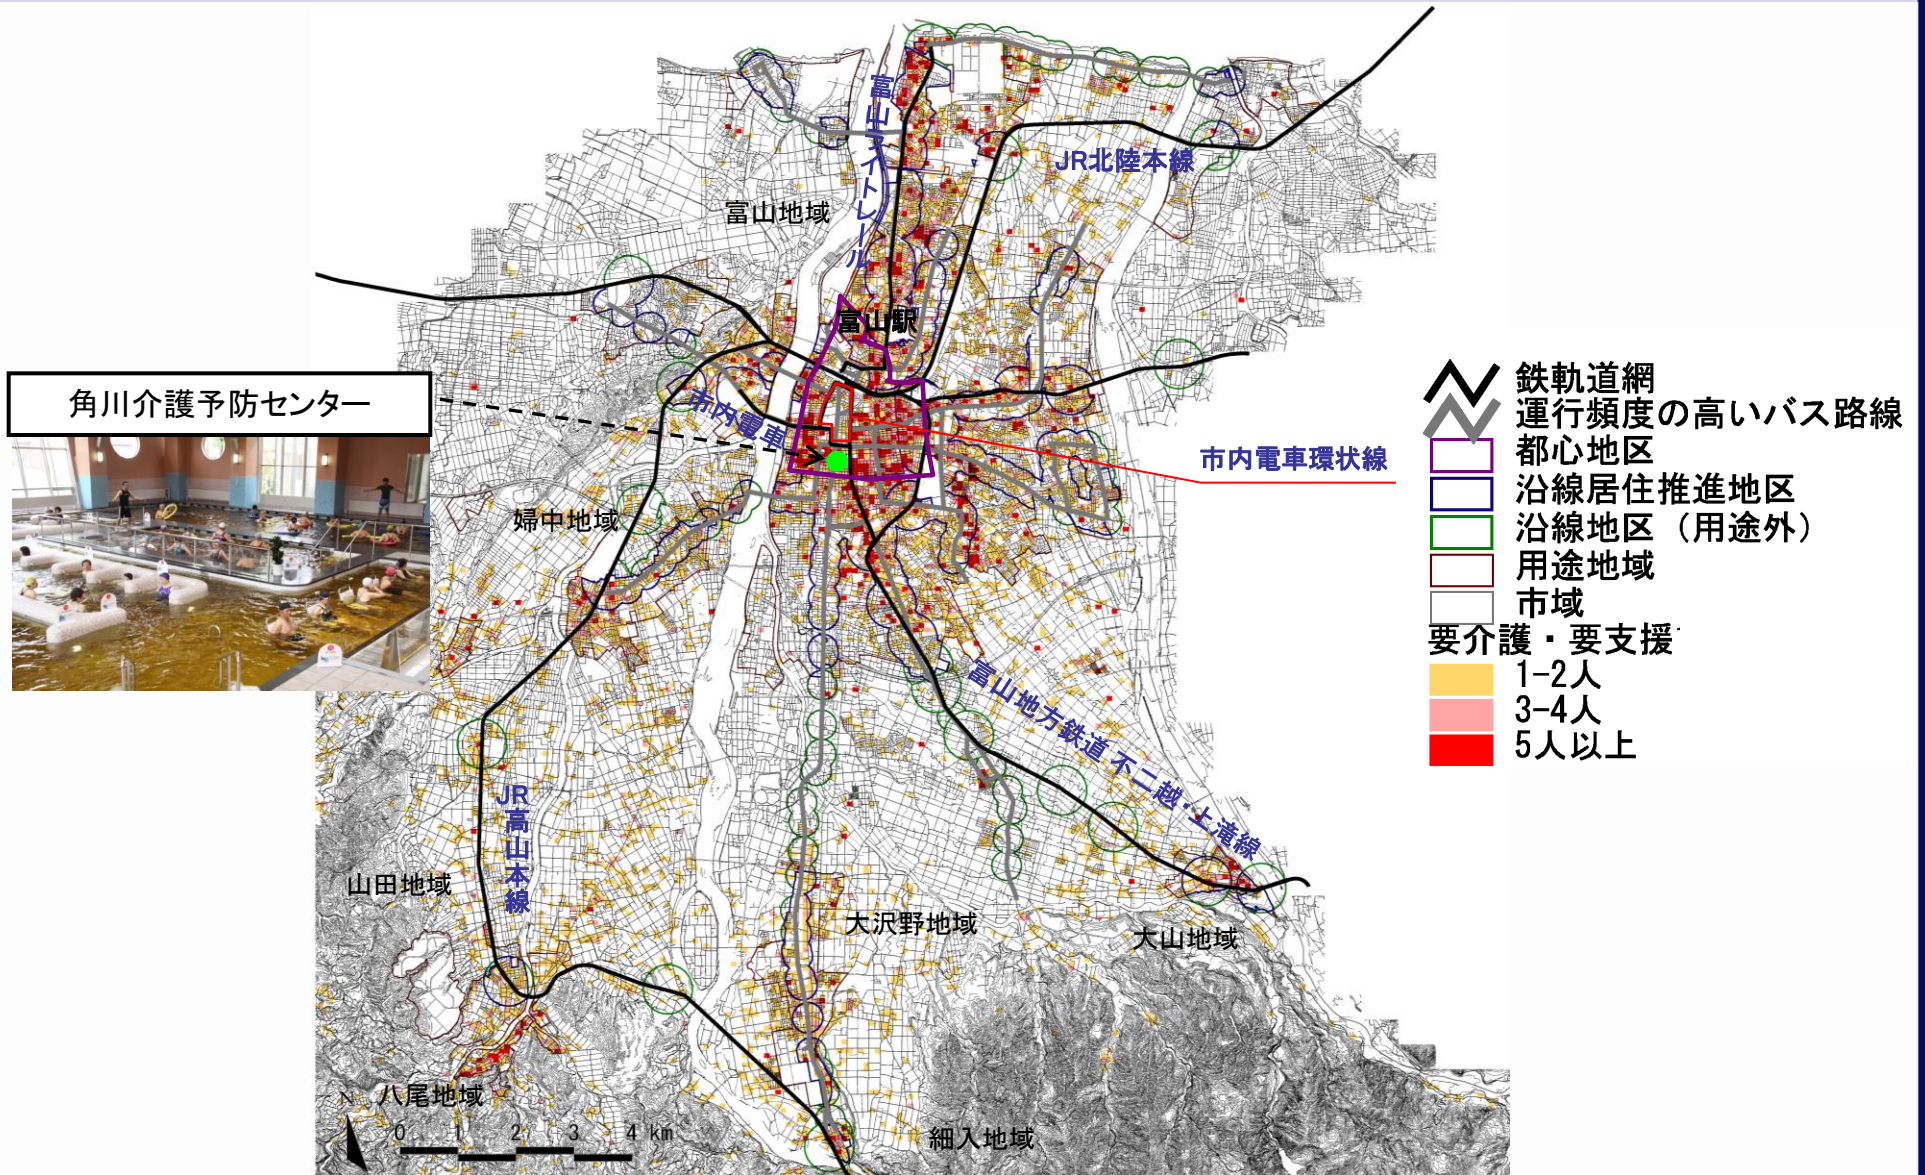 富山ライトレール
JR北陸本線
富山地域
富山駅
角川介護予防センター
市内電車
市内電車環状線
婦中地域
富山地方鉄道 不二越・上滝線
JR高山本線
山田地域
大沢野地域
大山地域
八尾地域
細入地域
N
0 1 2 3 4 km
鉄軌道網
運行頻度の高いバス路線
都心地区
沿線居住推進地区
沿線地区（用途外）
用途地域
市域
要介護・要支援
1-2人
3-4人
5人以上